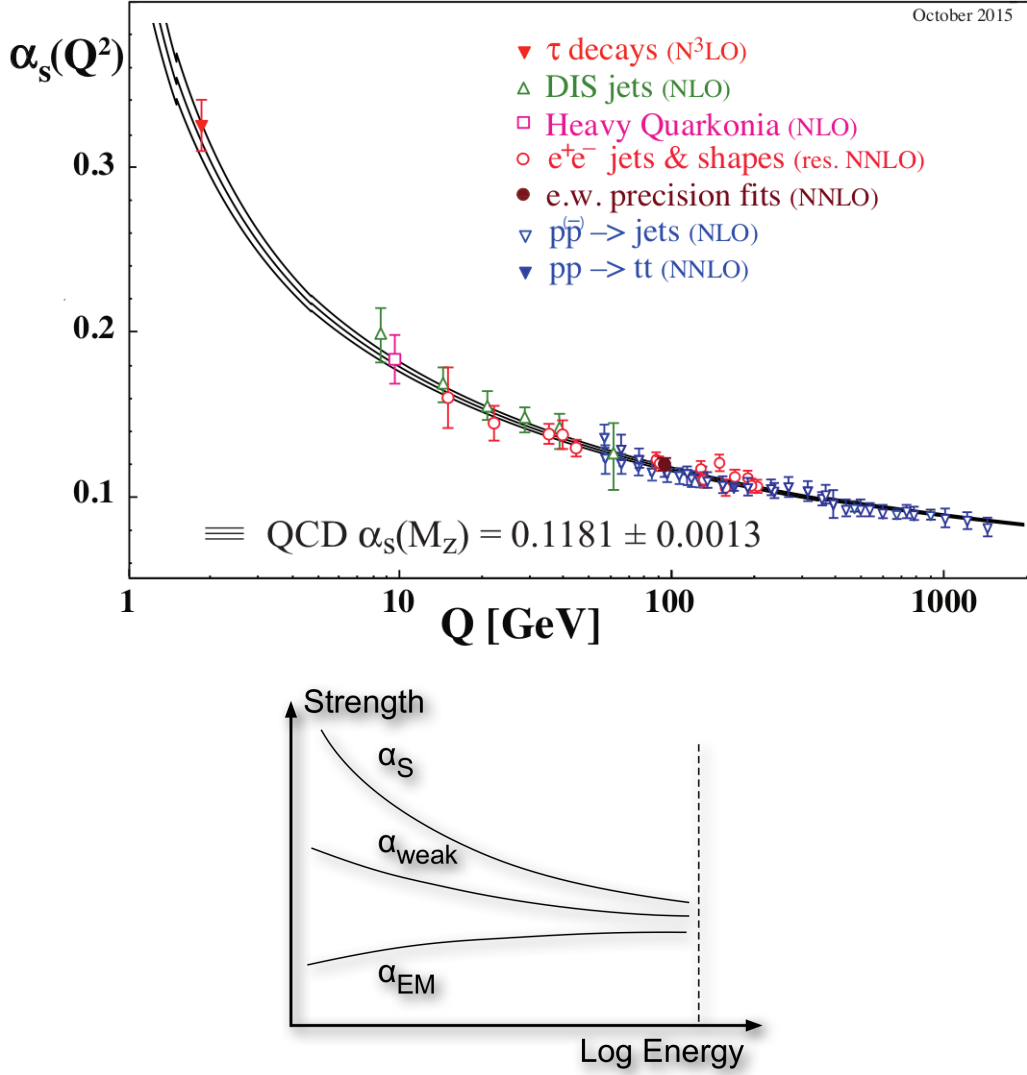 October 2015
αs(Q²)
τ decays (N³LO)
DIS jets (NLO)
Heavy Quarkonia (NLO)
e⁺e⁻ jets & shapes (res. NNLO)
e.w. precision fits (NNLO)
pp(–) –> jets (NLO)
pp –> tt (NNLO)
0.3
0.2
0.1
QCD αs(Mz) = 0.1181 ± 0.0013
1 10 100 1000
Q [GeV]
Strength
αS
αweak
αEM
Log Energy